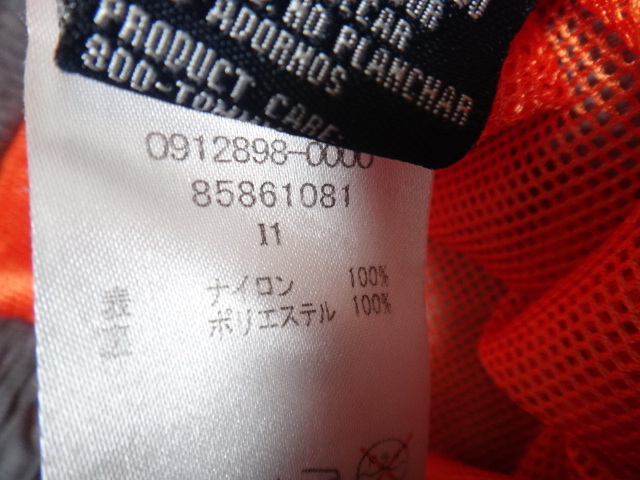 ADORNOS
NO PLANCHAR
PRODUCT CARE
0912898-0000
85861081
I1
表 ナイロン 100%
ポリエステル 100%